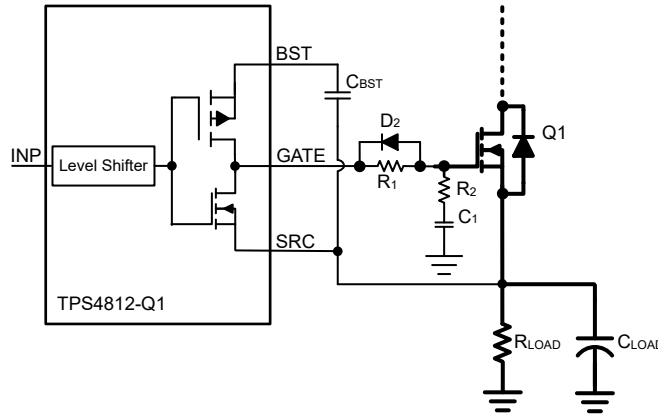 BST
CBST
D2
Q1
INP
Level Shifter
GATE
R1
R2
C1
SRC
TPS4812-Q1
RLOAD
CLOAD